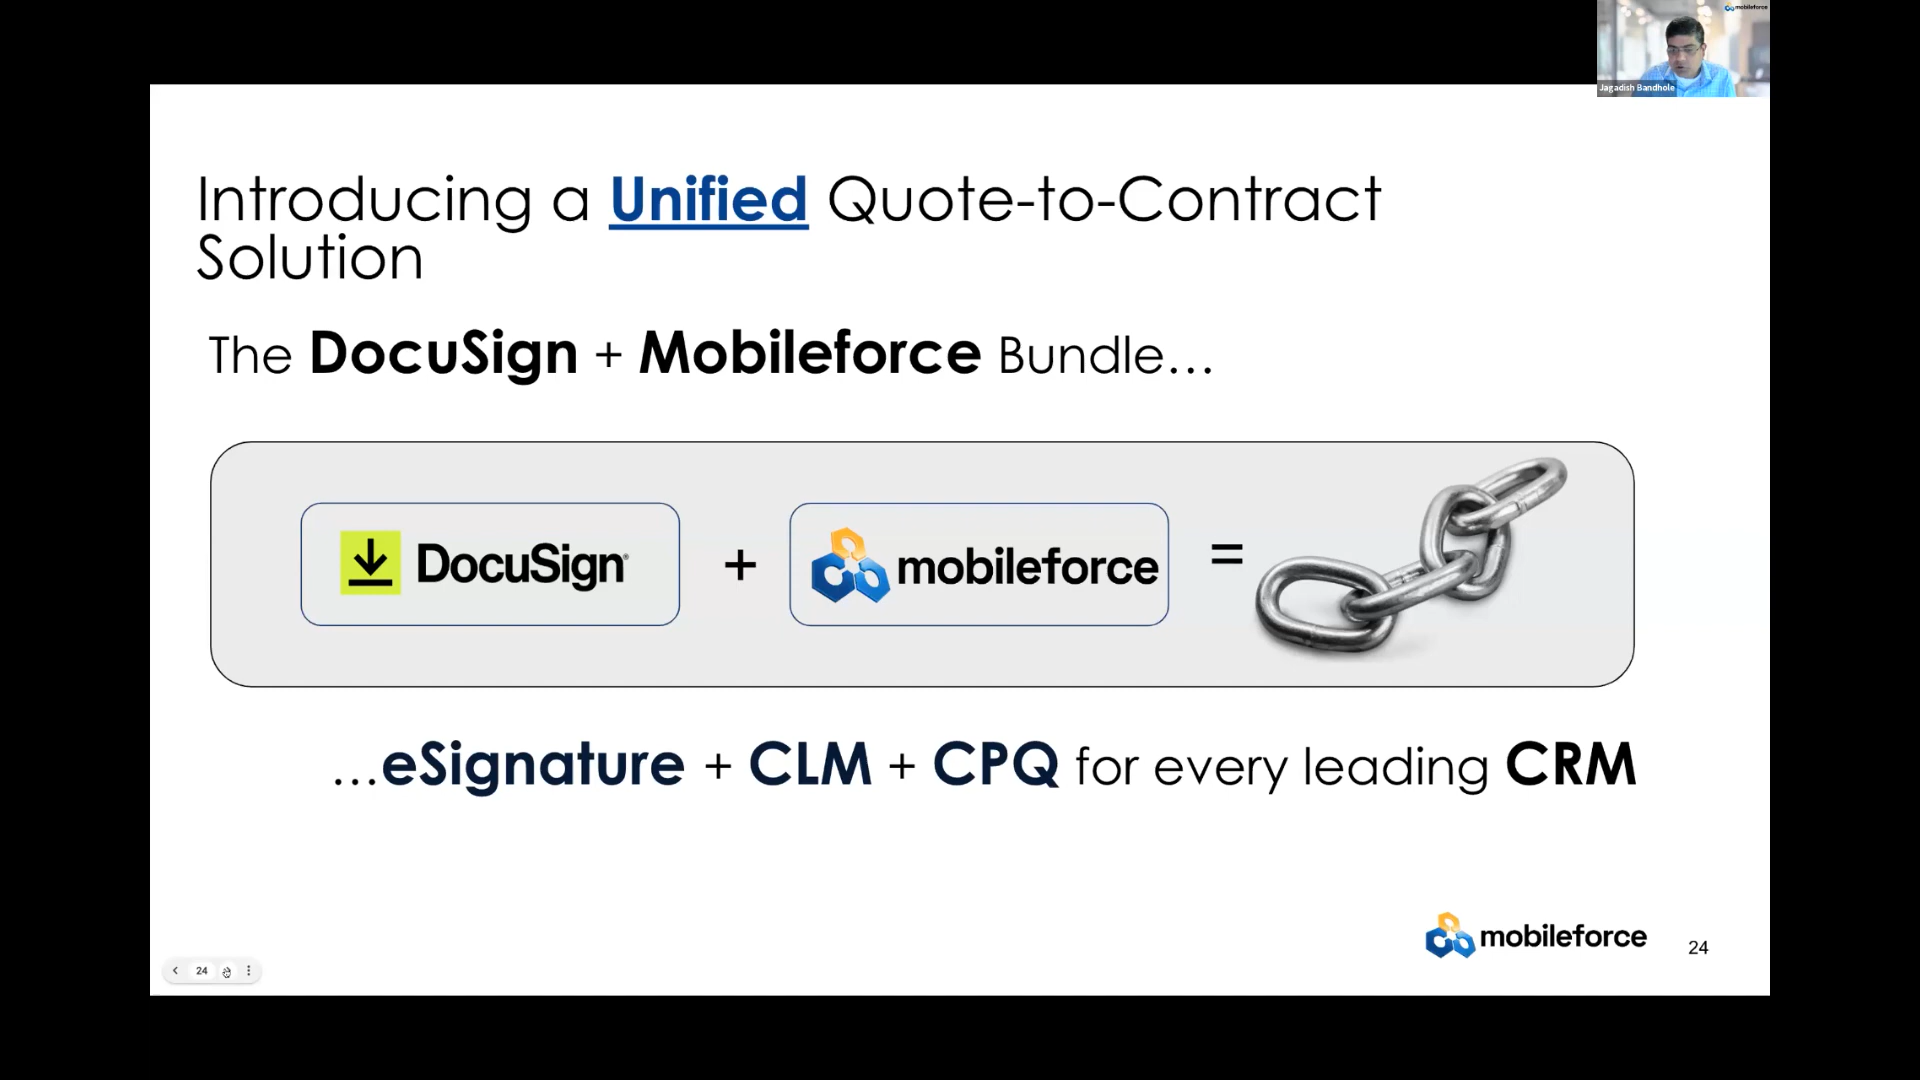 mobileforce
Jagadish Bandhole
Introducing a Unified Quote-to-Contract
Solution
The DocuSign + Mobileforce Bundle...
DocuSign® + mobileforce =
...eSignature + CLM + CPQ for every leading CRM
mobileforce 24
24